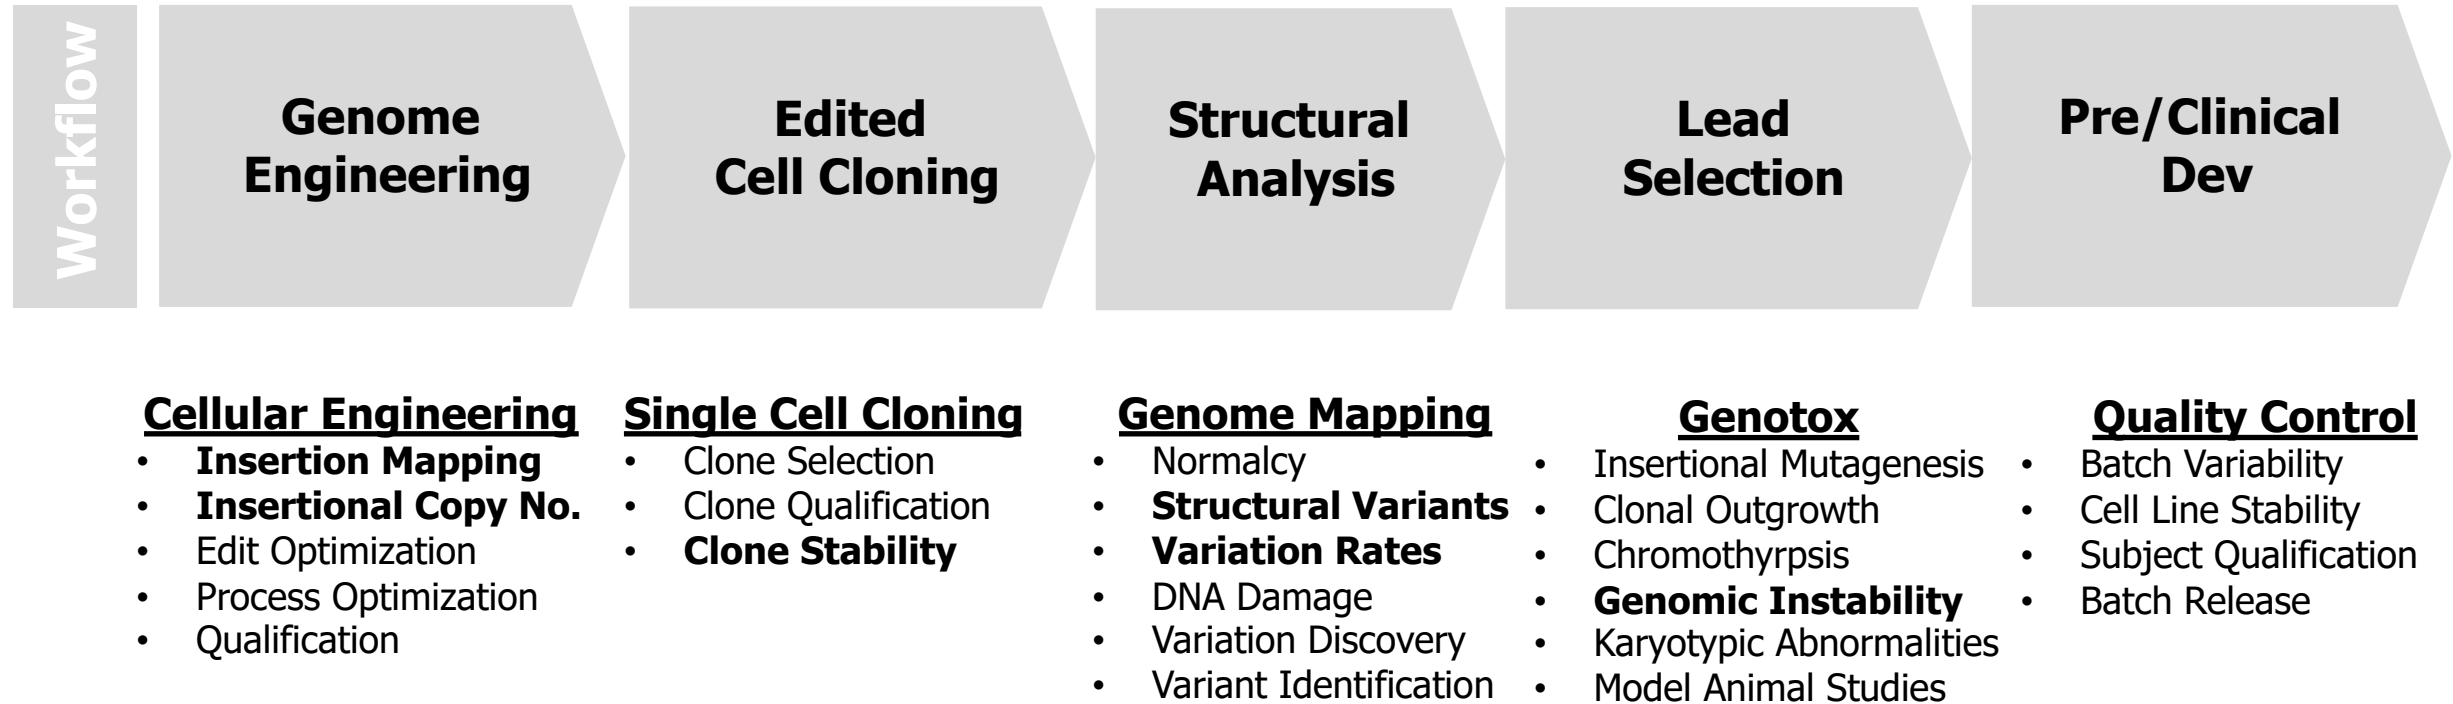 Workflow
Genome
Engineering
Edited
Cell Cloning
Structural
Analysis
Lead
Selection
Pre/Clinical
Dev
Cellular Engineering
• Insertion Mapping
• Insertional Copy No.
• Edit Optimization
• Process Optimization
• Qualification
Single Cell Cloning
• Clone Selection
• Clone Qualification
• Clone Stability
Genome Mapping
• Normalcy
• Structural Variants
• Variation Rates
• DNA Damage
• Variation Discovery
• Variant Identification
Genotox
• Insertional Mutagenesis
• Clonal Outgrowth
• Chromothyrpsis
• Genomic Instability
• Karyotypic Abnormalities
• Model Animal Studies
Quality Control
• Batch Variability
• Cell Line Stability
• Subject Qualification
• Batch Release